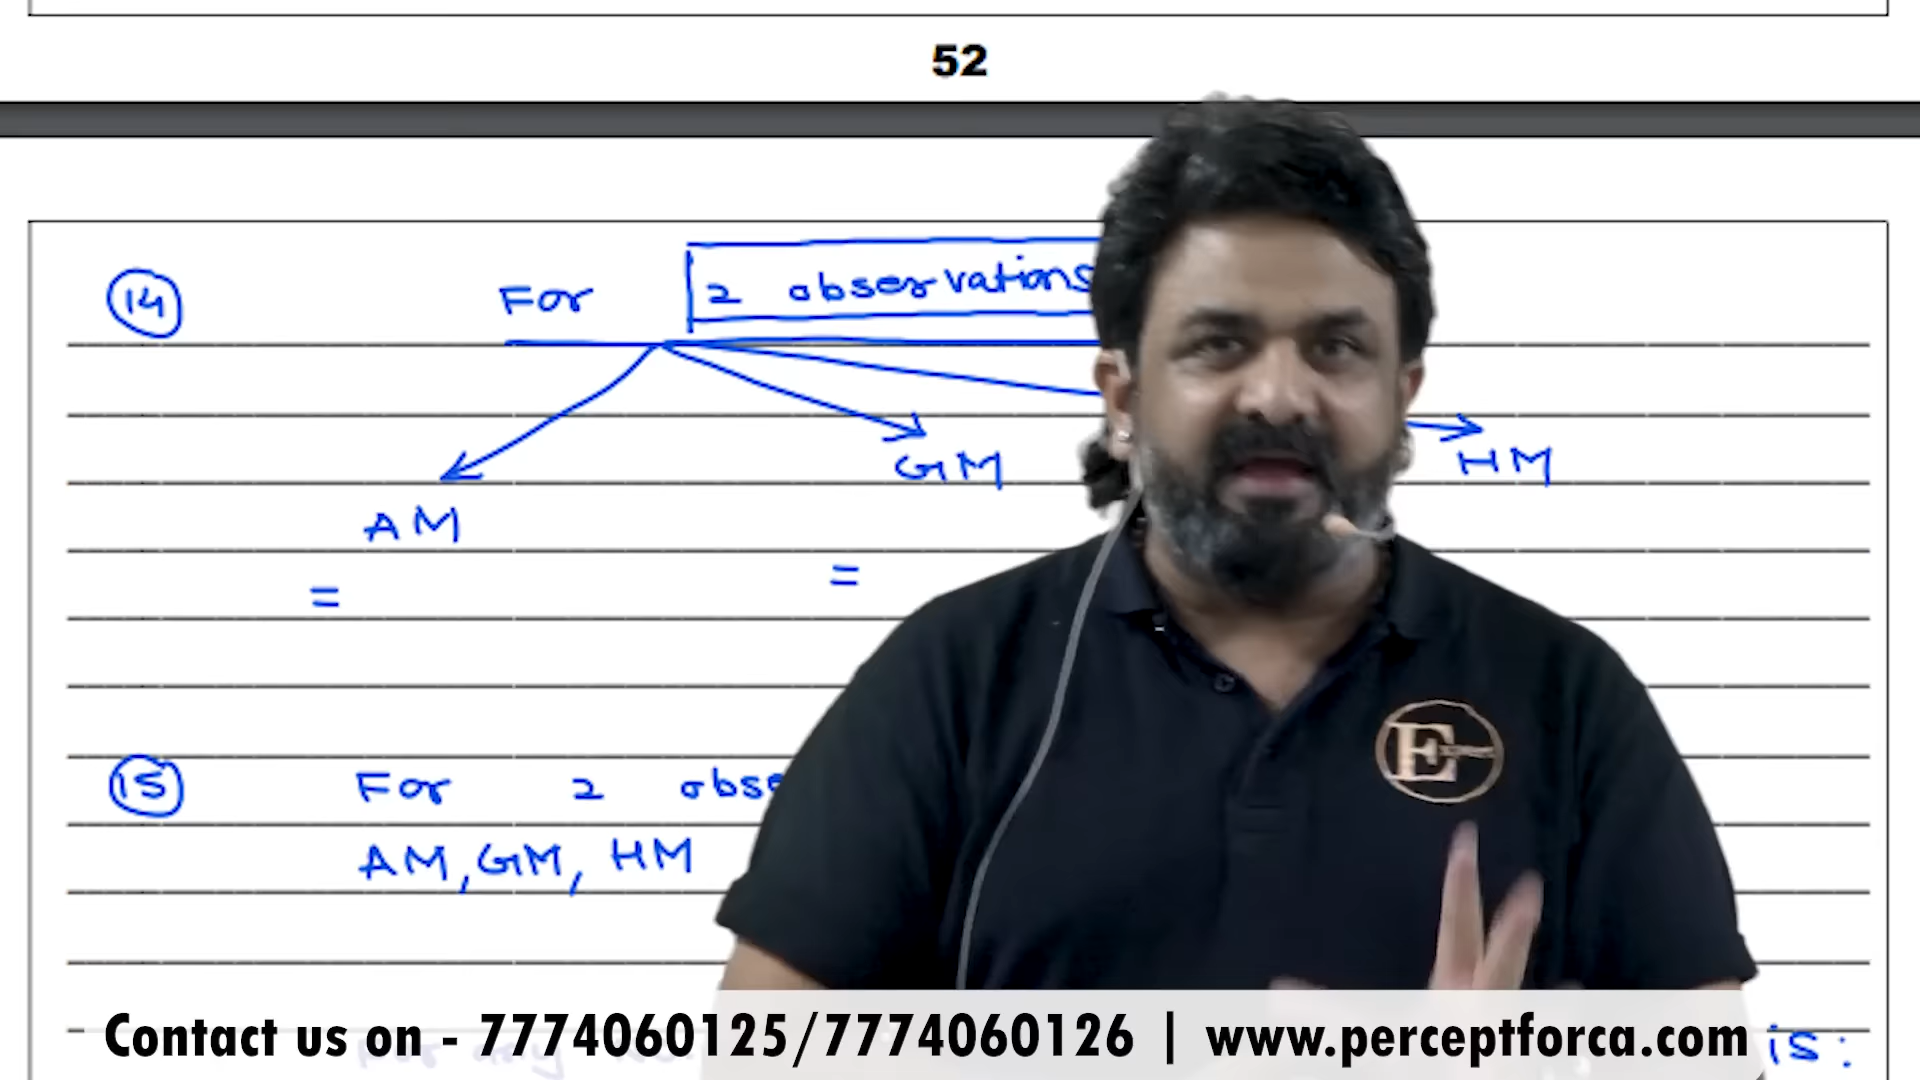 52
14 For 2 observations
GM HM
AM
= =
15 For 2
AM, GM, HM
E
Contact us on - 7774060125/7774060126 | www.perceptforca.com
is: